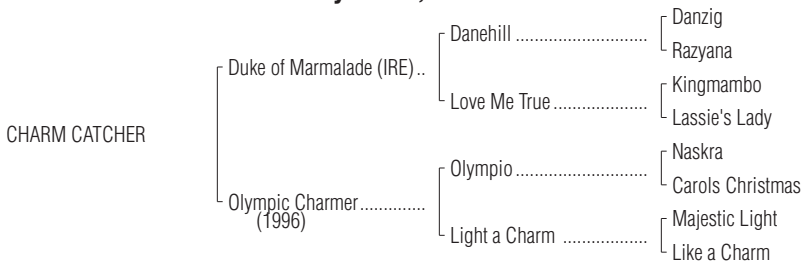 Danzig
Danehill ............................
Razyana
Duke of Marmalade (IRE) ..
Kingmambo
Love Me True ....................
Lassie's Lady
CHARM CATCHER
Naskra
Olympio ............................
Carols Christmas
Olympic Charmer ..............
(1996)
Majestic Light
Light a Charm ..................
Like a Charm